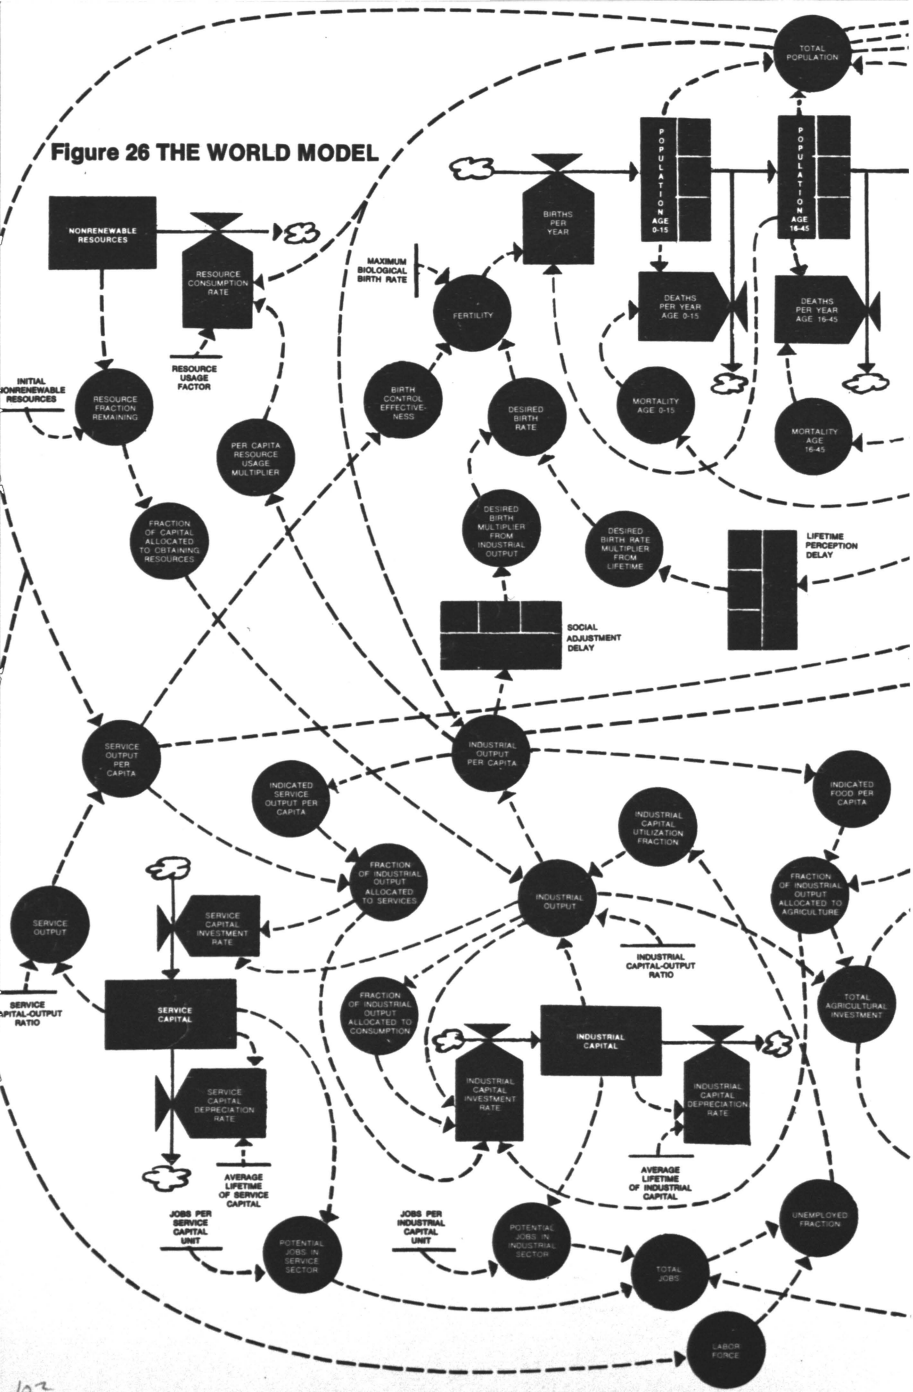 TOTAL
POPULATION
Figure 26 THE WORLD MODEL
POPULATION
AGE
0-15
POPULATION
AGE
16-45
NONRENEWABLE
RESOURCES
BIRTHS
PER
YEAR
RESOURCE
CONSUMPTION
RATE
MAXIMUM
BIOLOGICAL
BIRTH RATE
DEATHS
PER YEAR
AGE 0-15
DEATHS
PER YEAR
AGE 16-45
FERTILITY
RESOURCE
USAGE
FACTOR
INITIAL
NONRENEWABLE
RESOURCES
RESOURCE
FRACTION
REMAINING
BIRTH
CONTROL
EFFECTIVE-
NESS
DESIRED
BIRTH
RATE
MORTALITY
AGE 0-15
MORTALITY
AGE
16-45
PER CAPITA
RESOURCE
USAGE
MULTIPLIER
FRACTION
OF CAPITAL
ALLOCATED
TO OBTAINING
RESOURCES
DESIRED
BIRTH
MULTIPLIER
FROM
INDUSTRIAL
OUTPUT
DESIRED
BIRTH RATE
MULTIPLIER
FROM
LIFETIME
LIFETIME
PERCEPTION
DELAY
SOCIAL
ADJUSTMENT
DELAY
SERVICE
OUTPUT
PER
CAPITA
INDUSTRIAL
OUTPUT
PER CAPITA
INDICATED
SERVICE
OUTPUT PER
CAPITA
INDUSTRIAL
CAPITAL
UTILIZATION
FRACTION
INDICATED
FOOD PER
CAPITA
FRACTION
OF INDUSTRIAL
OUTPUT
ALLOCATED
TO SERVICES
INDUSTRIAL
OUTPUT
FRACTION
OF INDUSTRIAL
OUTPUT
ALLOCATED TO
AGRICULTURE
SERVICE
OUTPUT
SERVICE
CAPITAL
INVESTMENT
RATE
INDUSTRIAL
CAPITAL-OUTPUT
RATIO
SERVICE
CAPITAL-OUTPUT
RATIO
SERVICE
CAPITAL
FRACTION
OF INDUSTRIAL
OUTPUT
ALLOCATED TO
CONSUMPTION
INDUSTRIAL
CAPITAL
TOTAL
AGRICULTURAL
INVESTMENT
SERVICE
CAPITAL
DEPRECIATION
RATE
INDUSTRIAL
CAPITAL
INVESTMENT
RATE
INDUSTRIAL
CAPITAL
DEPRECIATION
RATE
AVERAGE
LIFETIME
OF SERVICE
CAPITAL
AVERAGE
LIFETIME
OF INDUSTRIAL
CAPITAL
JOBS PER
SERVICE
CAPITAL
UNIT
JOBS PER
INDUSTRIAL
CAPITAL
UNIT
POTENTIAL
JOBS IN
SERVICE
SECTOR
POTENTIAL
JOBS IN
INDUSTRIAL
SECTOR
UNEMPLOYED
FRACTION
TOTAL
JOBS
LABOR
FORCE